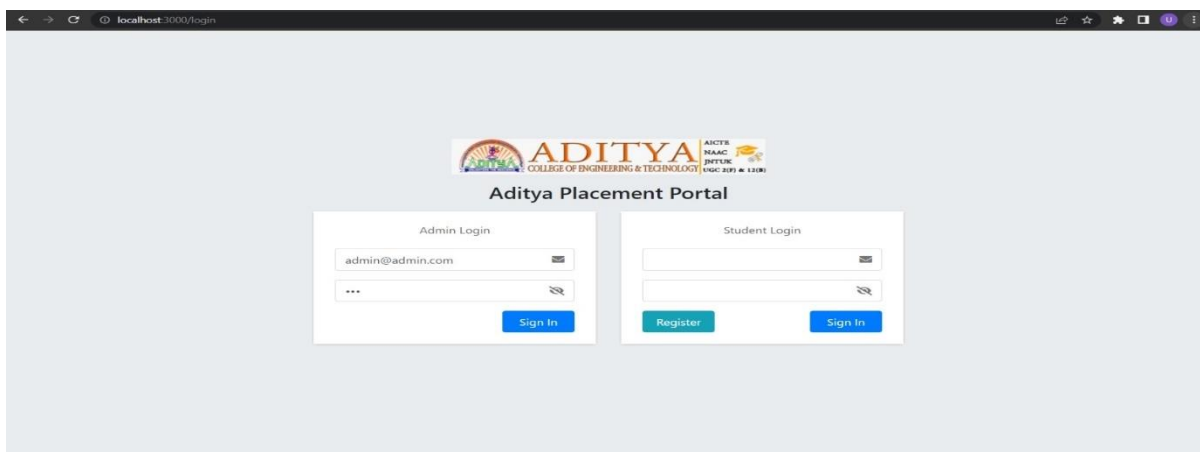 localhost:3000/login
U
ADITYA
ADITYA
COLLEGE OF ENGINEERING & TECHNOLOGY
AICTE
NAAC
JNTUK
UGC 2(F) & 12(B)
Aditya Placement Portal
Admin Login
admin@admin.com
•••
Sign In
Student Login
Register
Sign In